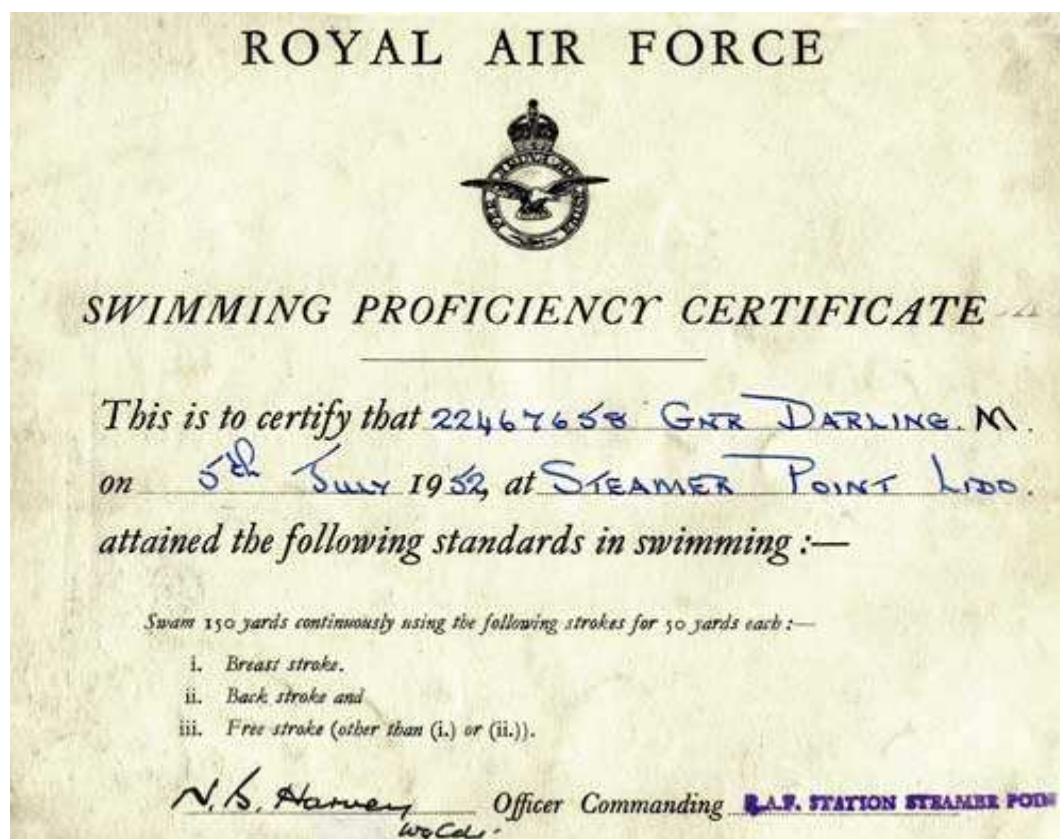 ROYAL AIR FORCE
SWIMMING PROFICIENCY CERTIFICATE
This is to certify that 22467658 GNR DARLING. M.
on 5th JULY 1952, at STEAMER POINT LIDO.
attained the following standards in swimming :—
Swam 150 yards continuously using the following strokes for 50 yards each :—
i. Breast stroke.
ii. Back stroke and
iii. Free stroke (other than (i.) or (ii.)).
Harvey Officer Commanding R.A.F. STATION STEAMER POIN